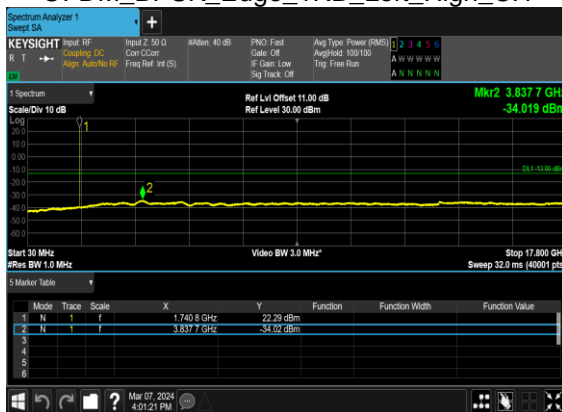 Spectrum Analyzer 1
Swept SA
KEYSIGHT
R T
Input: RF
Coupling: DC
Align: Auto/No RF
Input Z: 50 Ω
Corr CCorr
Freq Ref: Int (S)
#Atten: 40 dB
PNO: Fast
Gate: Off
IF Gain: Low
Sig Track: Off
Avg Type: Power (RMS)
Avg|Hold: 100/100
Trig: Free Run
1 2 3 4 5 6
A W W W W W
A N N N N N
1 Spectrum
Scale/Div 10 dB
Ref Lvl Offset 11.00 dB
Ref Level 30.00 dBm
Mkr2 3.837 7 GHz
-34.019 dBm
Log
20.0
10.0
0.00
-10.0
-20.0
-30.0
-40.0
-50.0
-60.0
1
2
DL1 -13.00 dBm
Start 30 MHz
#Res BW 1.0 MHz
Video BW 3.0 MHz*
Stop 17.800 GHz
Sweep 32.0 ms (40001 pts)
5 Marker Table
Mode Trace Scale X Y Function Function Width Function Value
1 N 1 f 1.740 8 GHz 22.29 dBm
2 N 1 f 3.837 7 GHz -34.02 dBm
3
4
5
6
?
Mar 07, 2024
4:01:21 PM